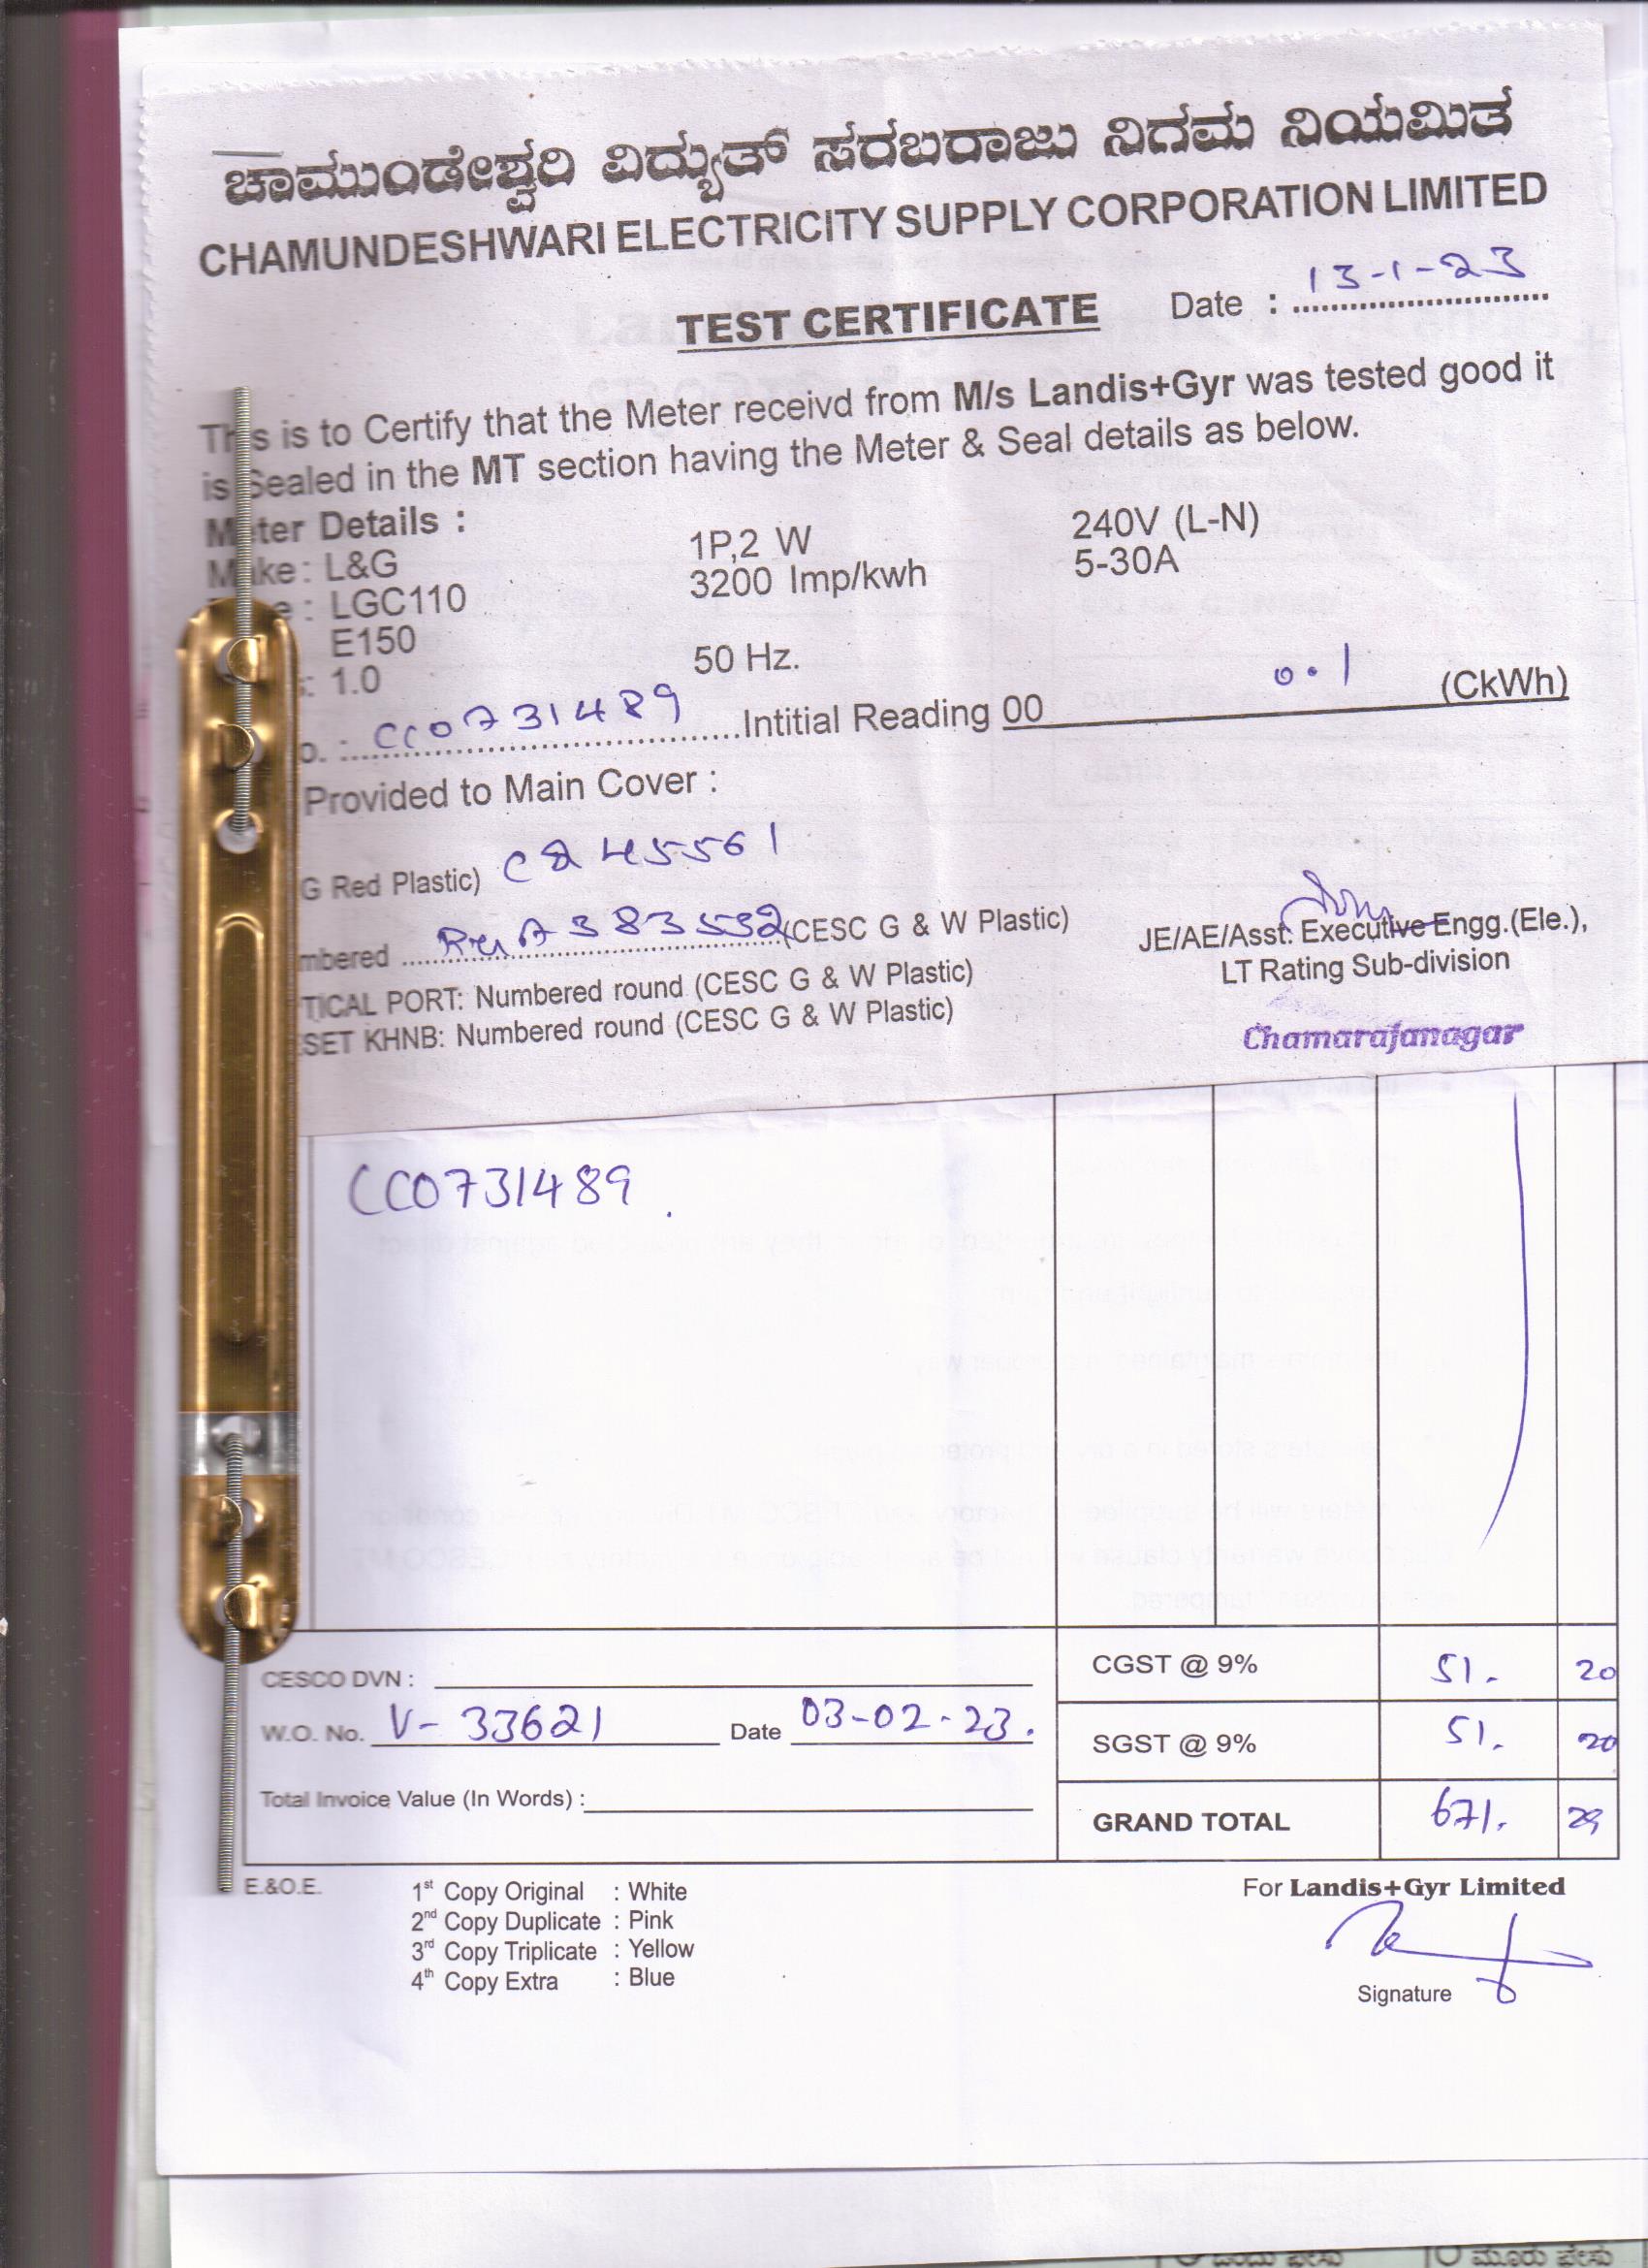 ಚಾಮುಂಡೇಶ್ವರಿ ವಿದ್ಯುತ್ ಸರಬರಾಜು ನಿಗಮ ನಿಯಮಿತ
CHAMUNDESHWARI ELECTRICITY SUPPLY CORPORATION LIMITED
TEST CERTIFICATE Date : 13-1-23
This is to Certify that the Meter receivd from M/s Landis+Gyr was tested good it
is Sealed in the MT section having the Meter & Seal details as below.
Meter Details :
Make : L&G 1P,2 W 240V (L-N)
: LGC110 3200 Imp/kwh 5-30A
E150
: 1.0 50 Hz.
o. : CC0731489 Intitial Reading 00 0.1 (CkWh)
Provided to Main Cover :
G Red Plastic) C245561
mbered A383532 (CESC G & W Plastic) JE/AE/Asst. Executive Engg.(Ele.),
TICAL PORT: Numbered round (CESC G & W Plastic) LT Rating Sub-division
SET KHNB: Numbered round (CESC G & W Plastic) Chamarajanagar
CC0731489.
CESCO DVN : CGST @ 9% 51. 20
W.O. No. V-33621 Date 03-02-23. SGST @ 9% 51. 20
Total Invoice Value (In Words) : GRAND TOTAL 671. 29
E.&O.E. 1st Copy Original : White For Landis+Gyr Limited
2nd Copy Duplicate : Pink
3rd Copy Triplicate : Yellow
4th Copy Extra : Blue Signature